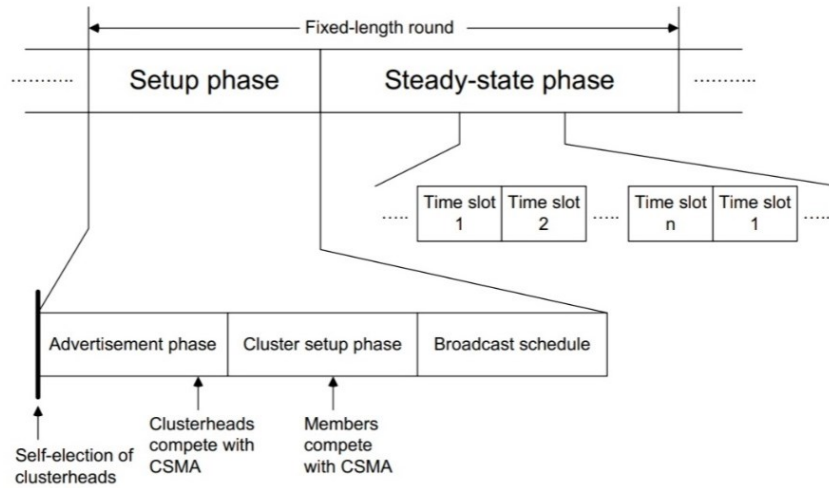 Fixed-length round
.......... Setup phase Steady-state phase ..........
..... Time slot 1 Time slot 2 ..... Time slot n Time slot 1 .....
Advertisement phase Cluster setup phase Broadcast schedule
Self-election of
clusterheads
Clusterheads
compete with
CSMA
Members
compete
with CSMA